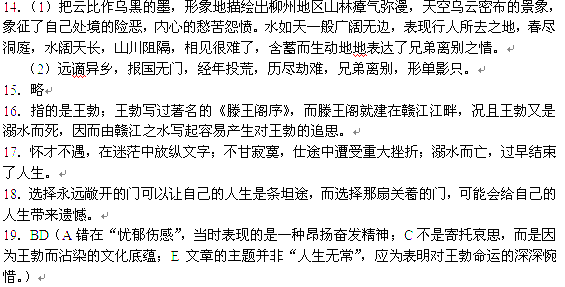 14．（1）把云比作乌黑的墨，形象地描绘出柳州地区山林瘴气弥漫，天空乌云密布的景象，
象征了自己处境的险恶，内心的愁苦怨愤。水如天一般广阔无边，表现行人所去之地，春尽
洞庭，水阔天长，山川阻隔，相见很难了，含蓄而生动地地表达了兄弟离别之情。
（2）远谪异乡，报国无门，经年投荒，历尽劫难，兄弟离别，形单影只。
15．略
16．指的是王勃；王勃写过著名的《滕王阁序》，而滕王阁就建在赣江江畔，况且王勃又是
溺水而死，因而由赣江之水写起容易产生对王勃的追思。
17．怀才不遇，在迷茫中放纵文字；不甘寂寞，仕途中遭受重大挫折；溺水而亡，过早结束
了人生。
18．选择永远敞开的门可以让自己的人生是条坦途，而选择那扇关着的门，可能会给自己的
人生带来遗憾。
19．BD（A 错在“忧郁伤感”，当时表现的是一种昂扬奋发精神；C 不是寄托哀思，而是因
为王勃而沾染的文化底蕴；E 文章的主题并非“人生无常”，应为表明对王勃命运的深深惋
惜。）